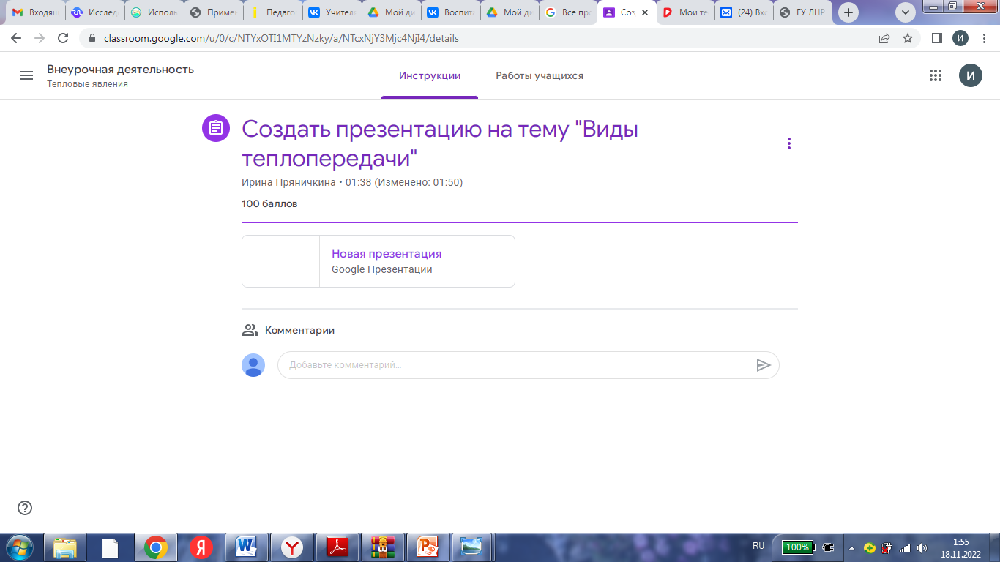 Входящ
Исслед
Исполь
Примен
Педаго
Учител
Мой ди
Воспит
Мой ди
Все про
Соз
Мои те
(24) Вхо
ГУ ЛНР
classroom.google.com/u/0/c/NTYxOTI1MTYzNzky/a/NTcxNjY3Mjc4NjI4/details
И
Внеурочная деятельность
Тепловые явления
Инструкции
Работы учащихся
И
Создать презентацию на тему "Виды
теплопередачи"
Ирина Пряничкина • 01:38 (Изменено: 01:50)
100 баллов
Новая презентация
Google Презентации
Комментарии
Добавьте комментарий...
RU
100%
1:55
18.11.2022